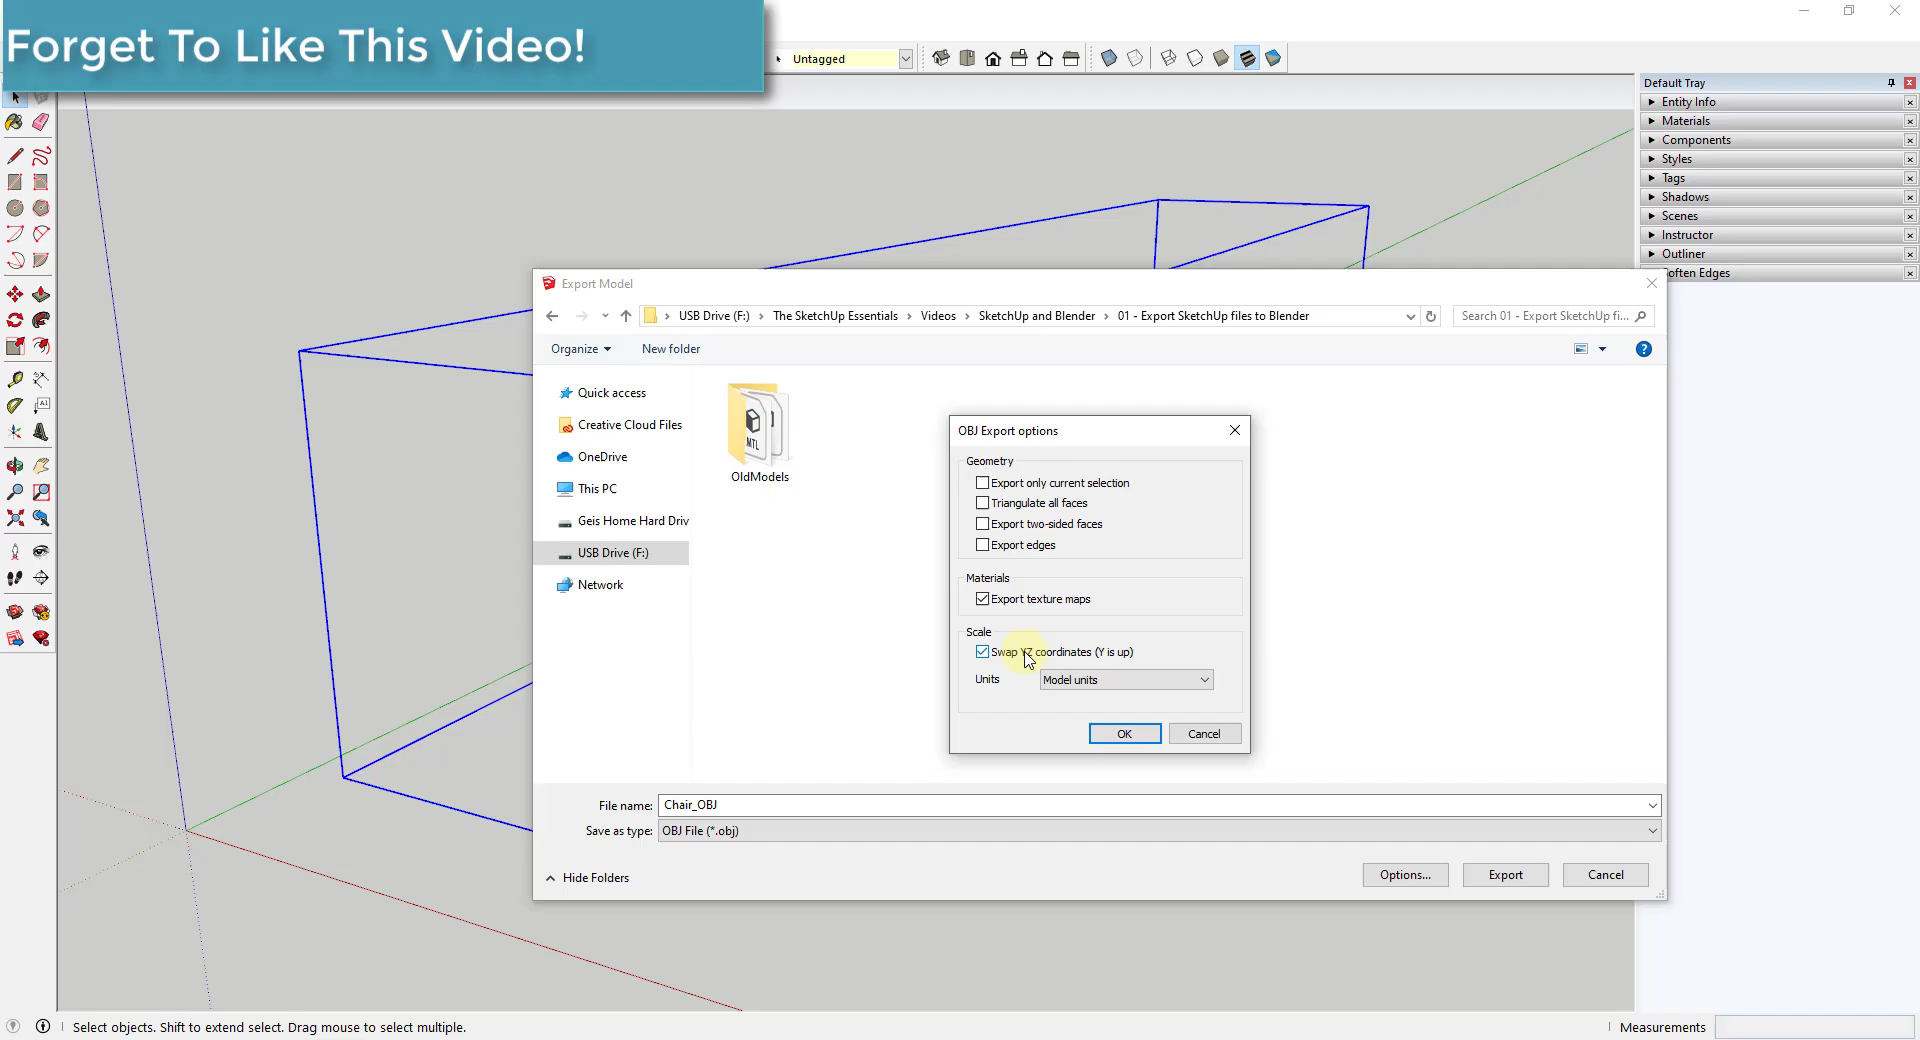 Forget To Like This Video!
Untagged
Default Tray
Entity Info
Materials
Components
Styles
Tags
Shadows
Scenes
Instructor
Outliner
Soften Edges
Export Model
USB Drive (F:) › The SketchUp Essentials › Videos › SketchUp and Blender › 01 - Export SketchUp files to Blender
Search 01 - Export SketchUp fi...
Organize
New folder
Quick access
Creative Cloud Files
OneDrive
This PC
Geis Home Hard Driv
USB Drive (F:)
Network
MTL
OldModels
OBJ Export options
Geometry
Export only current selection
Triangulate all faces
Export two-sided faces
Export edges
Materials
Export texture maps
Scale
Swap YZ coordinates (Y is up)
Units
Model units
OK
Cancel
File name: Chair_OBJ
Save as type: OBJ File (*.obj)
Hide Folders
Options...
Export
Cancel
Select objects. Shift to extend select. Drag mouse to select multiple.
Measurements